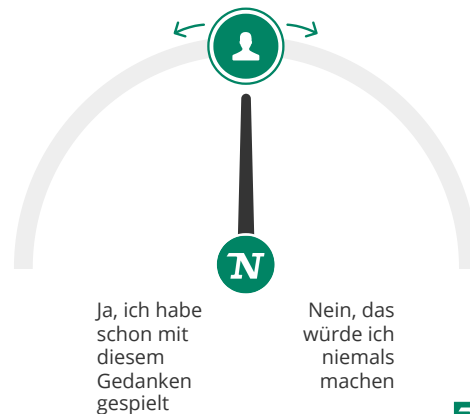 N
Ja, ich habe
schon mit
diesem
Gedanken
gespielt
Nein, das
würde ich
niemals
machen